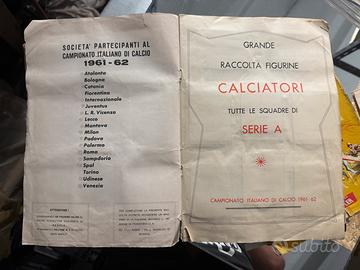 SOCIETA' PARTECIPANTI AL
CAMPIONATO ITALIANO DI CALCIO
1961-62
Atalanta
Bologna
Catania
Fiorentina
Internazionale
Juventus
L. R. Vicenza
Lecco
Mantova
Milan
Padova
Palermo
Roma
Sampdoria
Spal
Torino
Udinese
Venezia
ATTENZIONE!
GRANDE
RACCOLTA FIGURINE
CALCIATORI
TUTTE LE SQUADRE DI
SERIE A
CAMPIONATO ITALIANO DI CALCIO 1961-62
subito